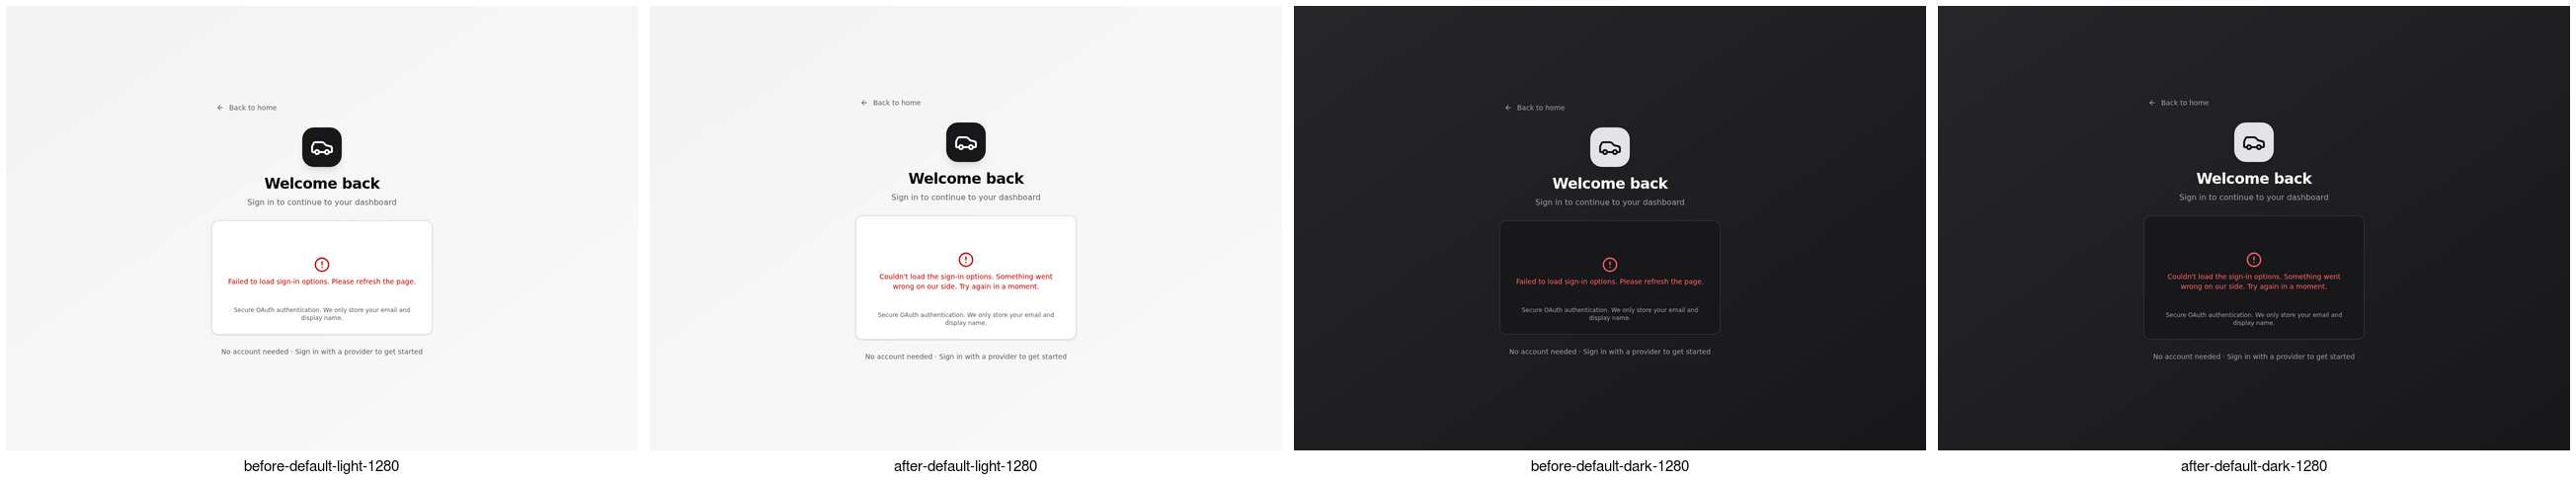 Back to home
Welcome back
Sign in to continue to your dashboard
Failed to load sign-in options. Please refresh the page.
Secure OAuth authentication. We only store your email and
display name.
No account needed · Sign in with a provider to get started
before-default-light-1280
Back to home
Welcome back
Sign in to continue to your dashboard
Couldn't load the sign-in options. Something went
wrong on our side. Try again in a moment.
Secure OAuth authentication. We only store your email and
display name.
No account needed · Sign in with a provider to get started
after-default-light-1280
Back to home
Welcome back
Sign in to continue to your dashboard
Failed to load sign-in options. Please refresh the page.
Secure OAuth authentication. We only store your email and
display name.
No account needed · Sign in with a provider to get started
before-default-dark-1280
Back to home
Welcome back
Sign in to continue to your dashboard
Couldn't load the sign-in options. Something went
wrong on our side. Try again in a moment.
Secure OAuth authentication. We only store your email and
display name.
No account needed · Sign in with a provider to get started
after-default-dark-1280